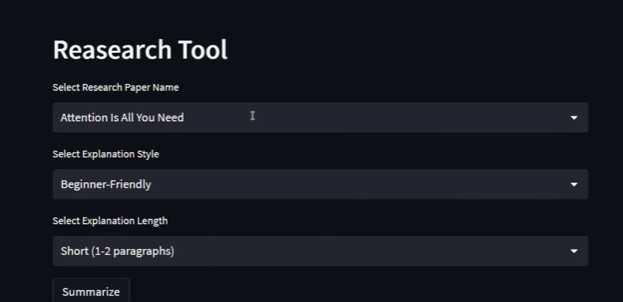 Reasearch Tool
Select Research Paper Name
Attention Is All You Need
Select Explanation Style
Beginner-Friendly
Select Explanation Length
Short (1-2 paragraphs)
Summarize